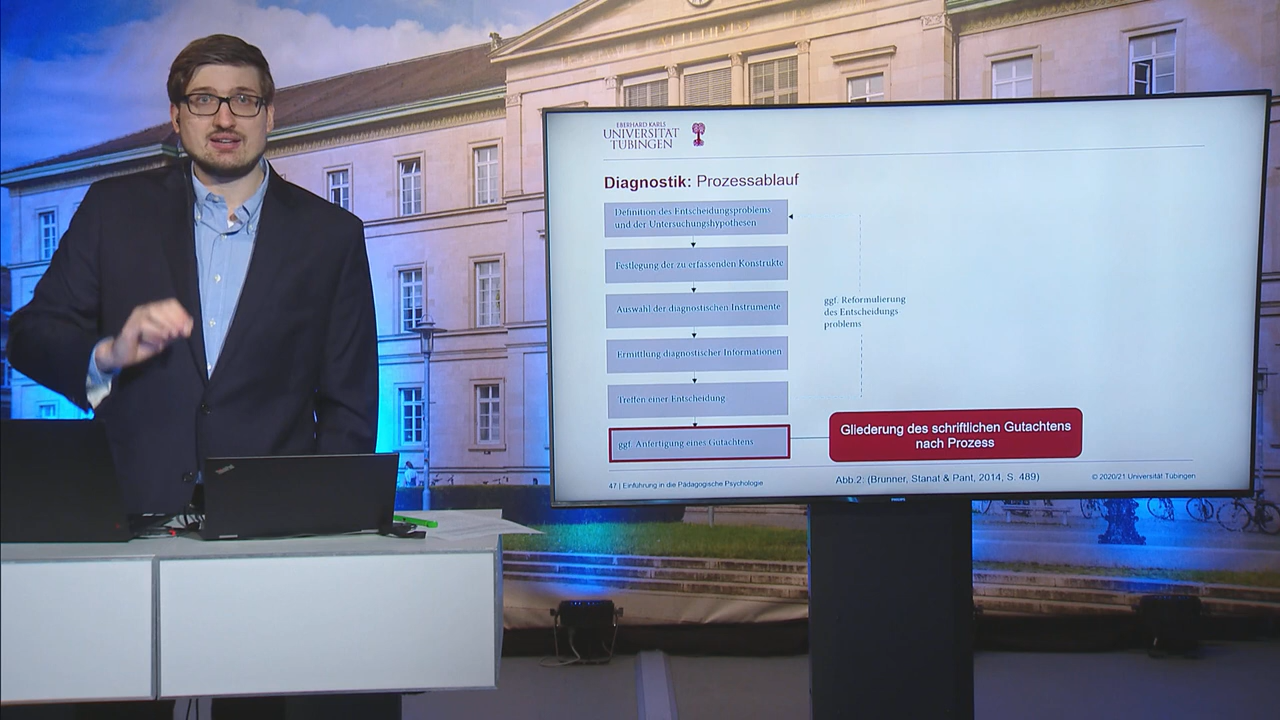 EBERHARD KARLS
UNIVERSITÄT
TÜBINGEN
Diagnostik: Prozessablauf
Definition des Entscheidungsproblems
und der Untersuchungshypothesen
Festlegung der zu erfassenden Konstrukte
Auswahl der diagnostischen Instrumente
Ermittlung diagnostischer Informationen
Treffen einer Entscheidung
ggf. Anfertigung eines Gutachtens
ggf. Reformulierung
des Entscheidungs
problems
Gliederung des schriftlichen Gutachtens
nach Prozess
Abb.2: (Brunner, Stanat & Pant, 2014, S. 489)
47 | Einführung in die Pädagogische Psychologie
© 2020/21 Universität Tübingen
PHILIPS
ThinkPad